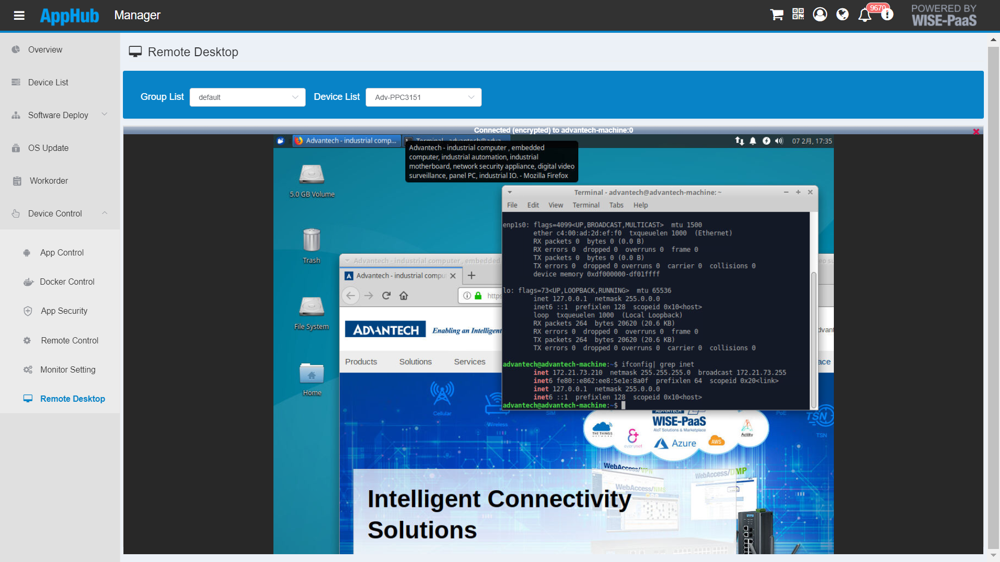 AppHub
Manager
9670
POWERED BY
WISE-PaaS
Overview
Device List
Software Deploy
OS Update
Workorder
Device Control
App Control
Docker Control
App Security
Remote Control
Monitor Setting
Remote Desktop
Remote Desktop
Group List
default
Device List
Adv-PPC3151
Connected (encrypted) to advantech-machine:0
Advantech - industrial comp...
Terminal - advantech@adva...
07 2月, 17:35
Advantech - industrial computer , embedded
computer, industrial automation, industrial
motherboard, network security appliance, digital video
surveillance, panel PC, industrial IO. - Mozilla Firefox
5.0 GB Volume
Trash
File System
Home
Terminal - advantech@advantech-machine: ~
File Edit View Terminal Tabs Help
enp1s0: flags=4099<UP,BROADCAST,MULTICAST> mtu 1500
ether c4:00:ad:2d:ef:f0 txqueuelen 1000 (Ethernet)
RX packets 0 bytes 0 (0.0 B)
RX errors 0 dropped 0 overruns 0 frame 0
TX packets 0 bytes 0 (0.0 B)
TX errors 0 dropped 0 overruns 0 carrier 0 collisions 0
device memory 0xdf000000-df01ffff
lo: flags=73<UP,LOOPBACK,RUNNING> mtu 65536
inet 127.0.0.1 netmask 255.0.0.0
inet6 ::1 prefixlen 128 scopeid 0x10<host>
loop txqueuelen 1000 (Local Loopback)
RX packets 264 bytes 20620 (20.6 KB)
RX errors 0 dropped 0 overruns 0 frame 0
TX packets 264 bytes 20620 (20.6 KB)
TX errors 0 dropped 0 overruns 0 carrier 0 collisions 0
advantech@advantech-machine:~$ ifconfig| grep inet
inet 172.21.73.210 netmask 255.255.255.0 broadcast 172.21.73.255
inet6 fe80::e862:ee8:5e1e:8a0f prefixlen 64 scopeid 0x20<link>
inet 127.0.0.1 netmask 255.0.0.0
inet6 ::1 prefixlen 128 scopeid 0x10<host>
advantech@advantech-machine:~$
Advantech - industrial computer , embedded
Advantech - industrial compu
https
ADVANTECH
Enabling an Intelligent
Products
Solutions
Services
Cellular
Wireless
SIM
PoE
TSN
TSN
ADVANTECH
WISE-PaaS
AIoT Solutions & Marketplace
THE THINGS
NETWORK
everynet
Azure
AWS
Actility
WebAccess/VPN
WebAccess/DMP
WebAccess/NMS
Intelligent Connectivity
Solutions